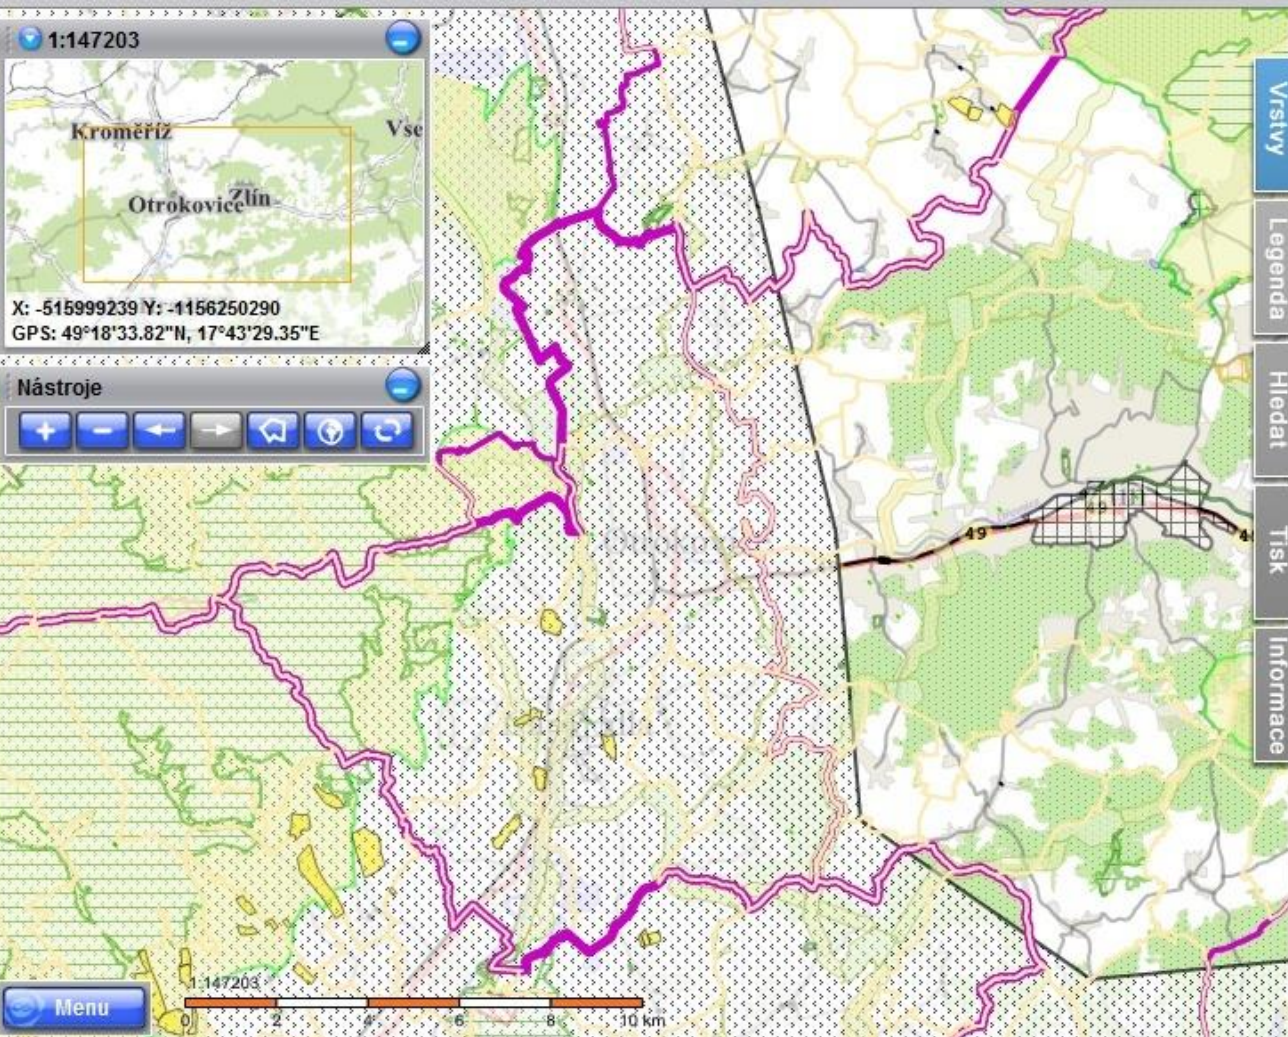 1:147203
Kroměříž
Vse
Otrokovice
Zlín
X: -515999239 Y: -1156250290
GPS: 49°18'33.82"N, 17°43'29.35"E
Nástroje
Vrstvy
Legenda
Hledat
Tisk
Informace
49
49
Menu
1:147203
0 2 4 6 8 10 km